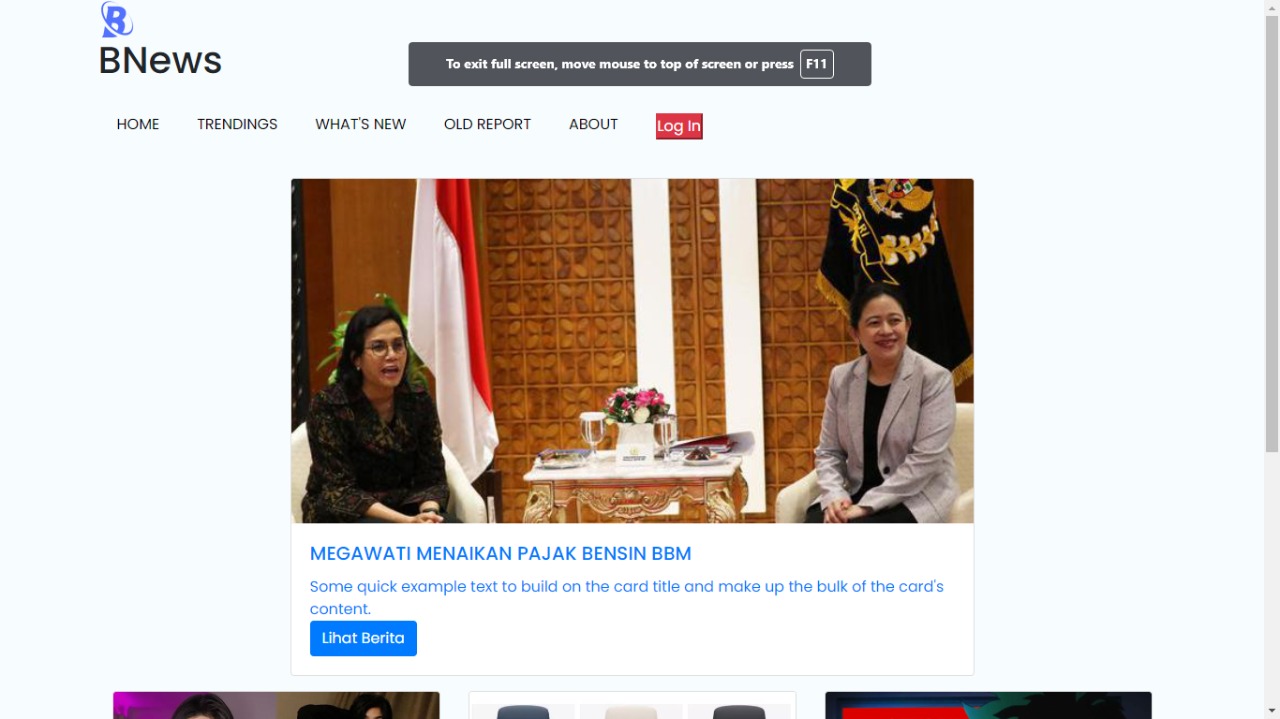 BNews
To exit full screen, move mouse to top of screen or press F11
HOME TRENDINGS WHAT'S NEW OLD REPORT ABOUT Log In
MEGAWATI MENAIKAN PAJAK BENSIN BBM
Some quick example text to build on the card title and make up the bulk of the card's
content.
Lihat Berita